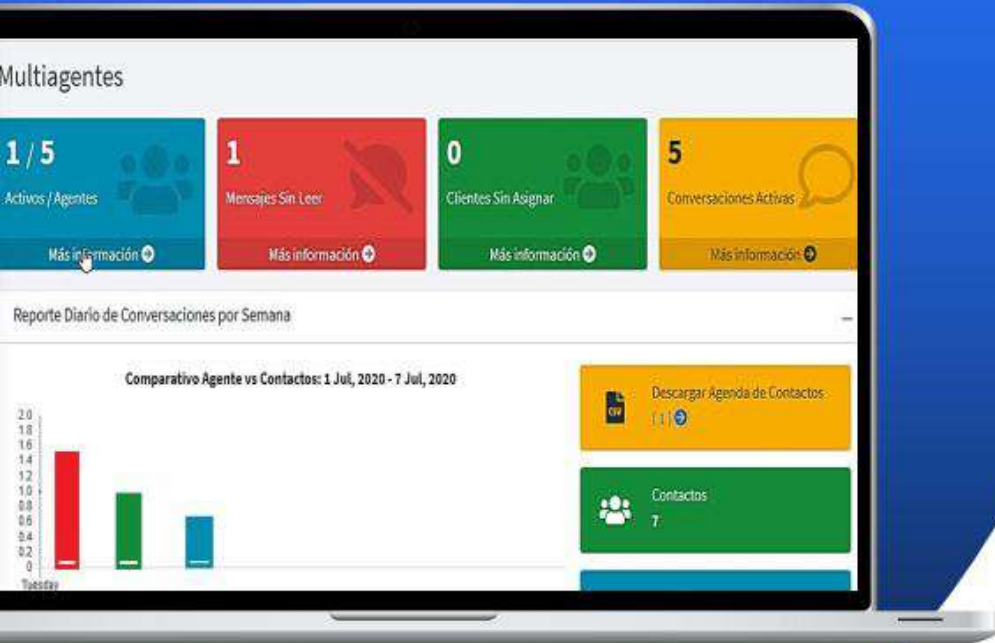 Multiagentes
1 / 5
Activos / Agentes
Más información
1
Mensajes Sin Leer
Más información
0
Clientes Sin Asignar
Más información
5
Conversaciones Activas
Más información
Reporte Diario de Conversaciones por Semana
Comparativo Agente vs Contactos: 1 Jul, 2020 - 7 Jul, 2020
2.0
1.8
1.6
1.4
1.2
1.0
0.8
0.6
0.4
0.2
0
Tuesday
CSV
Descargar Agenda de Contactos
( 1 )
Contactos
7